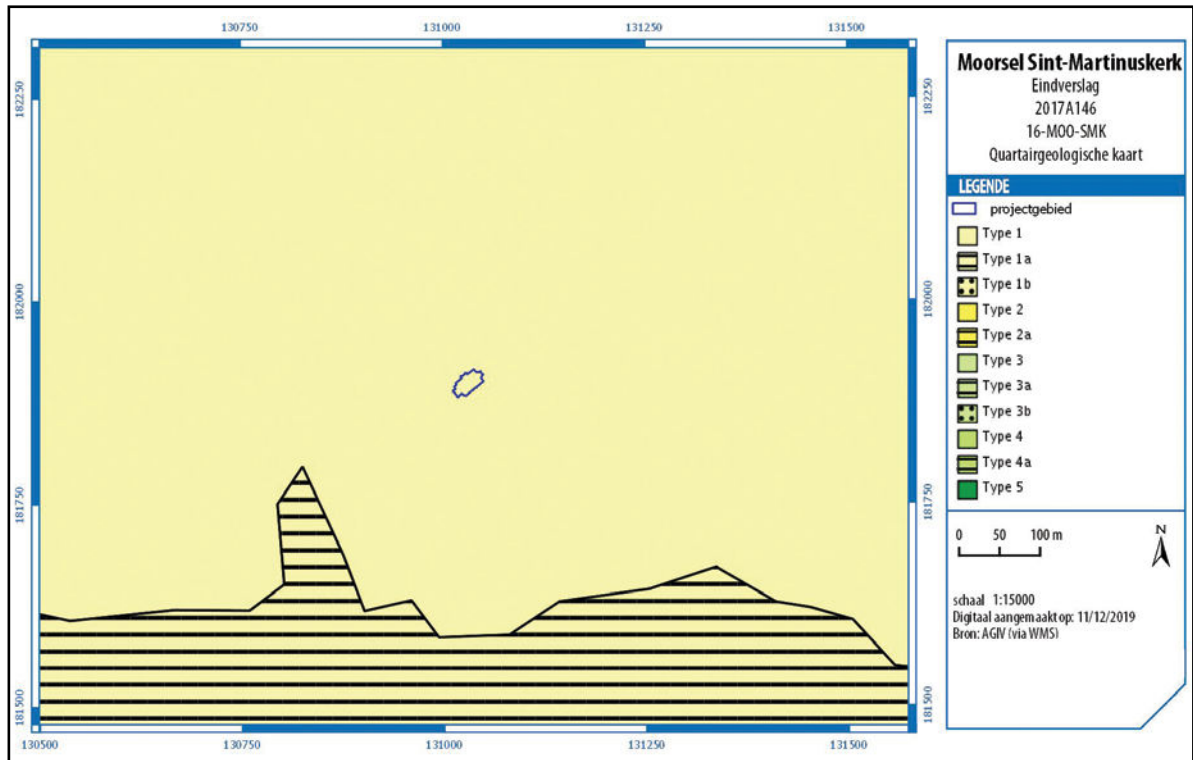 130750 131000 131250 131500
182250
182000
181750
181500
182250
182000
181750
181500
130500 130750 131000 131250 131500
Moorsel Sint-Martinuskerk
Eindverslag
2017A146
16-MOO-SMK
Quartairgeologische kaart
LEGENDE
projectgebied
Type 1
Type 1a
Type 1b
Type 2
Type 2a
Type 3
Type 3a
Type 3b
Type 4
Type 4a
Type 5
0 50 100 m
N
schaal 1:15000
Digitaal aangemaakt op: 11/12/2019
Bron: AGIV (via WMS)